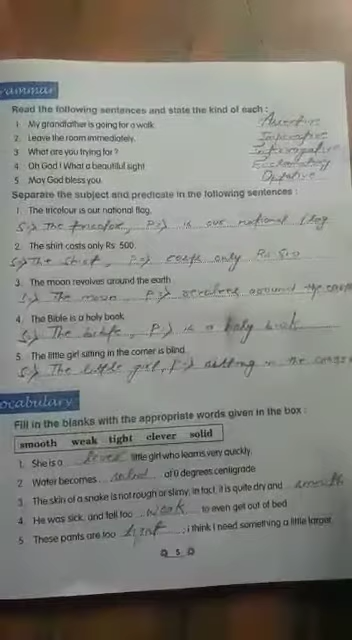 Grammar
Read the following sentences and state the kind of each :
1. My grandfather is going for a walk. Assertive
2. Leave the room immediately. Imperative
3. What are you trying for ? Interrogative
4. Oh God ! What a beautiful sight Exclamatory
5. May God bless you. Optative
Separate the subject and predicate in the following sentences :
1. The tricolour is our national flag.
S:) The tricolor, P:) is our national flag
2. The shirt costs only Rs 500.
S:) The shirt, P:) costs only Rs 500
3. The moon revolves around the earth
S:) The moon, P:) revolves around the earth
4. The Bible is a holy book
S:) The bible, P:) is a holy book
5. The little girl sitting in the corner is blind.
S:) The little girl, P:) sitting in the
Vocabulary
Fill in the blanks with the appropriate words given in the box :
smooth weak tight clever solid
1. She is a clever little girl who learns very quickly.
2. Water becomes solid at 0 degrees centigrade
3. The skin of a snake is not rough or slimy, in fact, it is quite dry and smooth
4. He was sick, and felt too weak to even get out of bed
5. These pants are too tight, i think I need something a little larger.
5